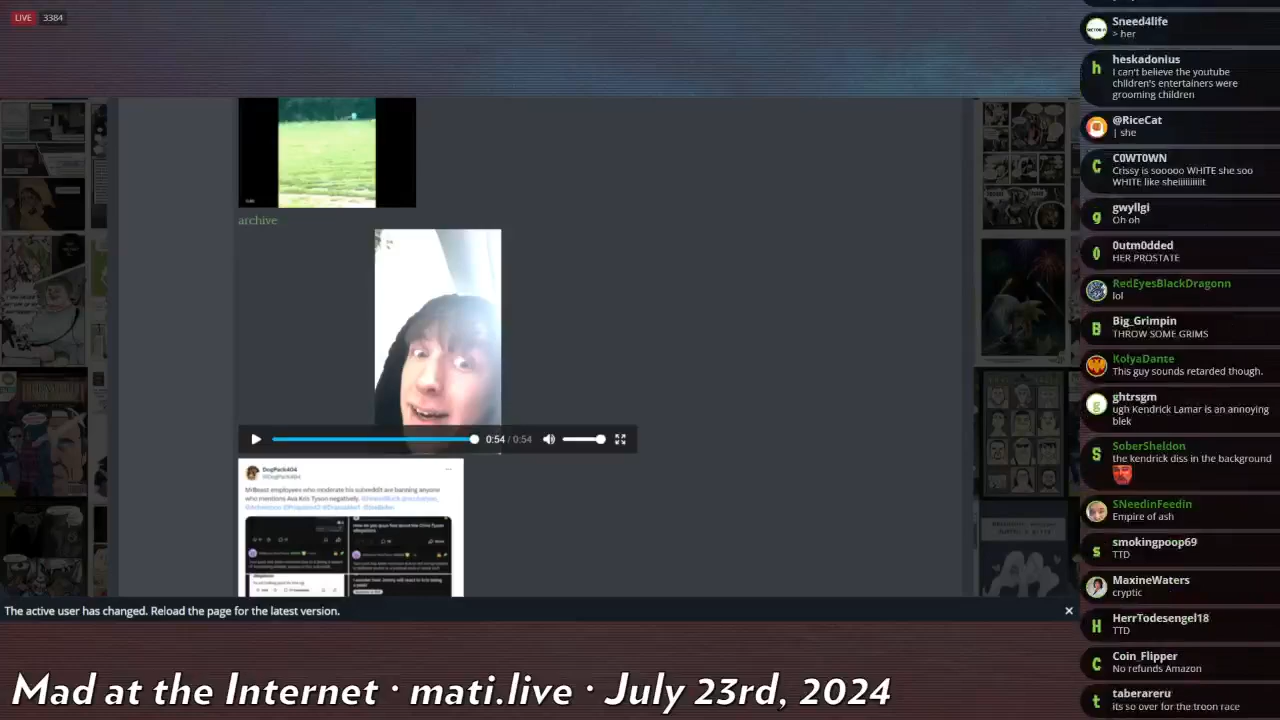 LIVE 3384
archive
0:54 / 0:54
DogPack404
@DogPack404
MrBeast employees who moderate his subreddit are banning anyone
who mentions Ava Kris Tyson negatively.
The active user has changed. Reload the page for the latest version.
Mad at the Internet · mati.live · July 23rd, 2024
Sneed4life
> her
heskadonius
I can't believe the youtube
children's entertainers were
grooming children
@RiceCat
| she
C0WT0WN
Crissy is sooooo WHITE she.soo
WHITE like sheiiiiiiiiiit
gwyllgi
Oh oh
0utm0dded
HER PROSTATE
RedEyesBlackDragonn
lol
Big_Grimpin
THROW SOME GRIMS
KolyaDante
This guy sounds retarded though.
ghtrsgm
ugh Kendrick Lamar is an annoying
blek
SoberSheldon
the kendrick diss in the background
SNeedinFeedin
Empire of ash
smokingpoop69
TTD
MaxineWaters
cryptic
HerrTodesengel18
TTD
Coin_Flipper
No refunds Amazon
taberareru
its so over for the troon race